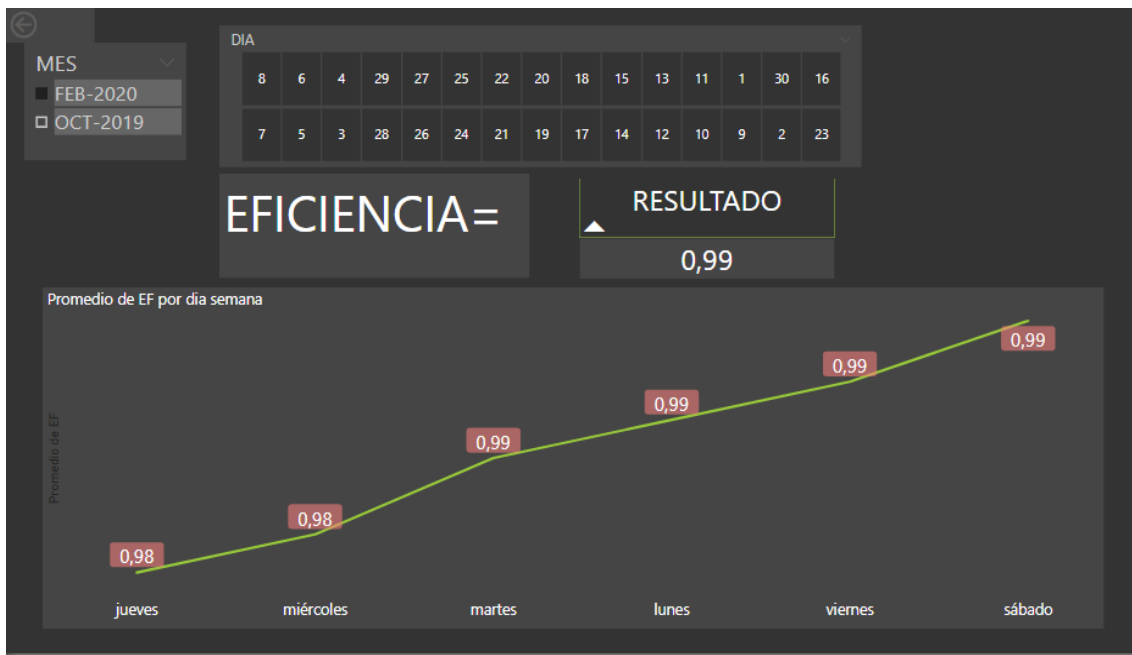 MES
FEB-2020
OCT-2019
DIA
8 6 4 29 27 25 22 20 18 15 13 11 1 30 16
7 5 3 28 26 24 21 19 17 14 12 10 9 2 23
EFICIENCIA=
RESULTADO
0,99
Promedio de EF por dia semana
Promedio de EF
0,98
0,98
0,99
0,99
0,99
0,99
jueves miércoles martes lunes viernes sábado